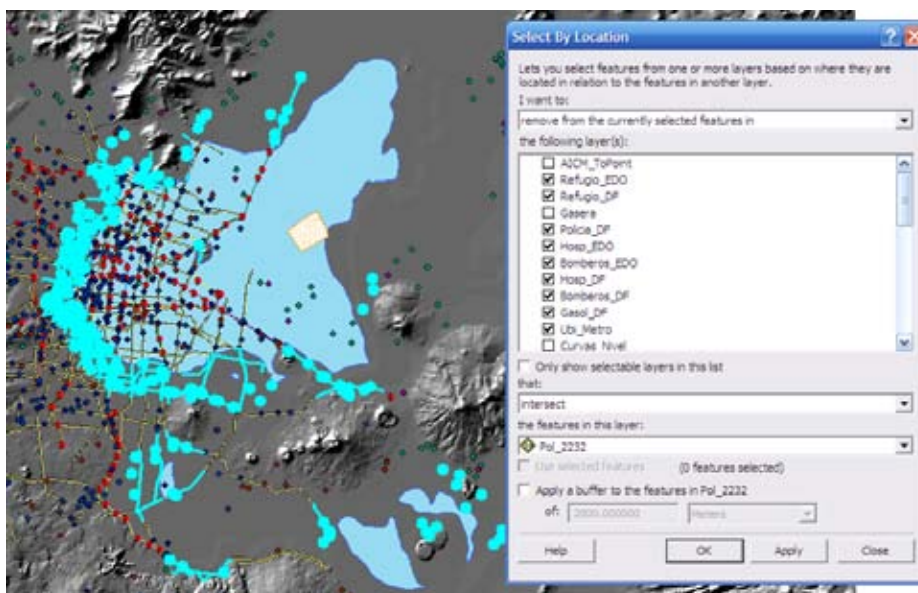 Select By Location
Lets you select features from one or more layers based on where they are
located in relation to the features in another layer.
I want to:
remove from the currently selected features in
the following layer(s):
AICM_ToPoint
Refugio_EDO
Refugio_DF
Gasera
Policia_DF
Hosp_EDO
Bomberos_EDO
Hosp_DF
Bomberos_DF
Gasol_DF
Ubi_Metro
Curvas_Nivel
Only show selectable layers in this list
that:
intersect
the features in this layer:
Pol_2232
Use selected features (0 features selected)
Apply a buffer to the features in Pol_2232
of: 2000.000000 Meters
Help OK Apply Close